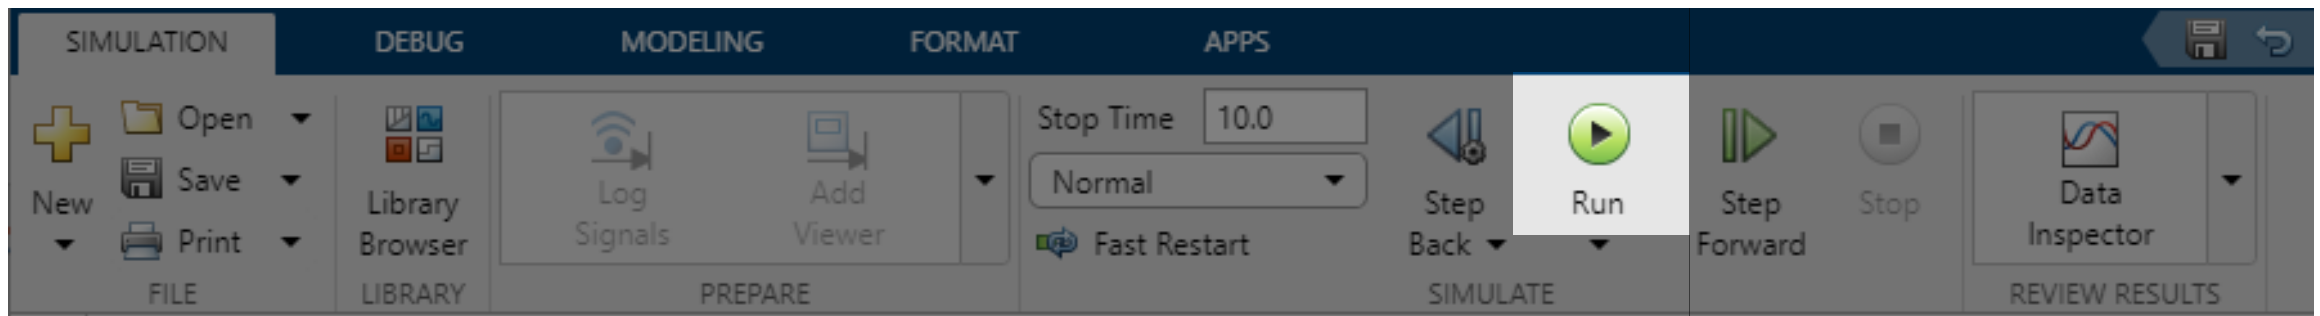 SIMULATION DEBUG MODELING FORMAT APPS
New
Open
Save
Print
FILE
Library
Browser
LIBRARY
Log
Signals
Add
Viewer
PREPARE
Stop Time 10.0
Normal
Fast Restart
Step
Back
Run
Step
Forward
Stop
SIMULATE
Data
Inspector
REVIEW RESULTS